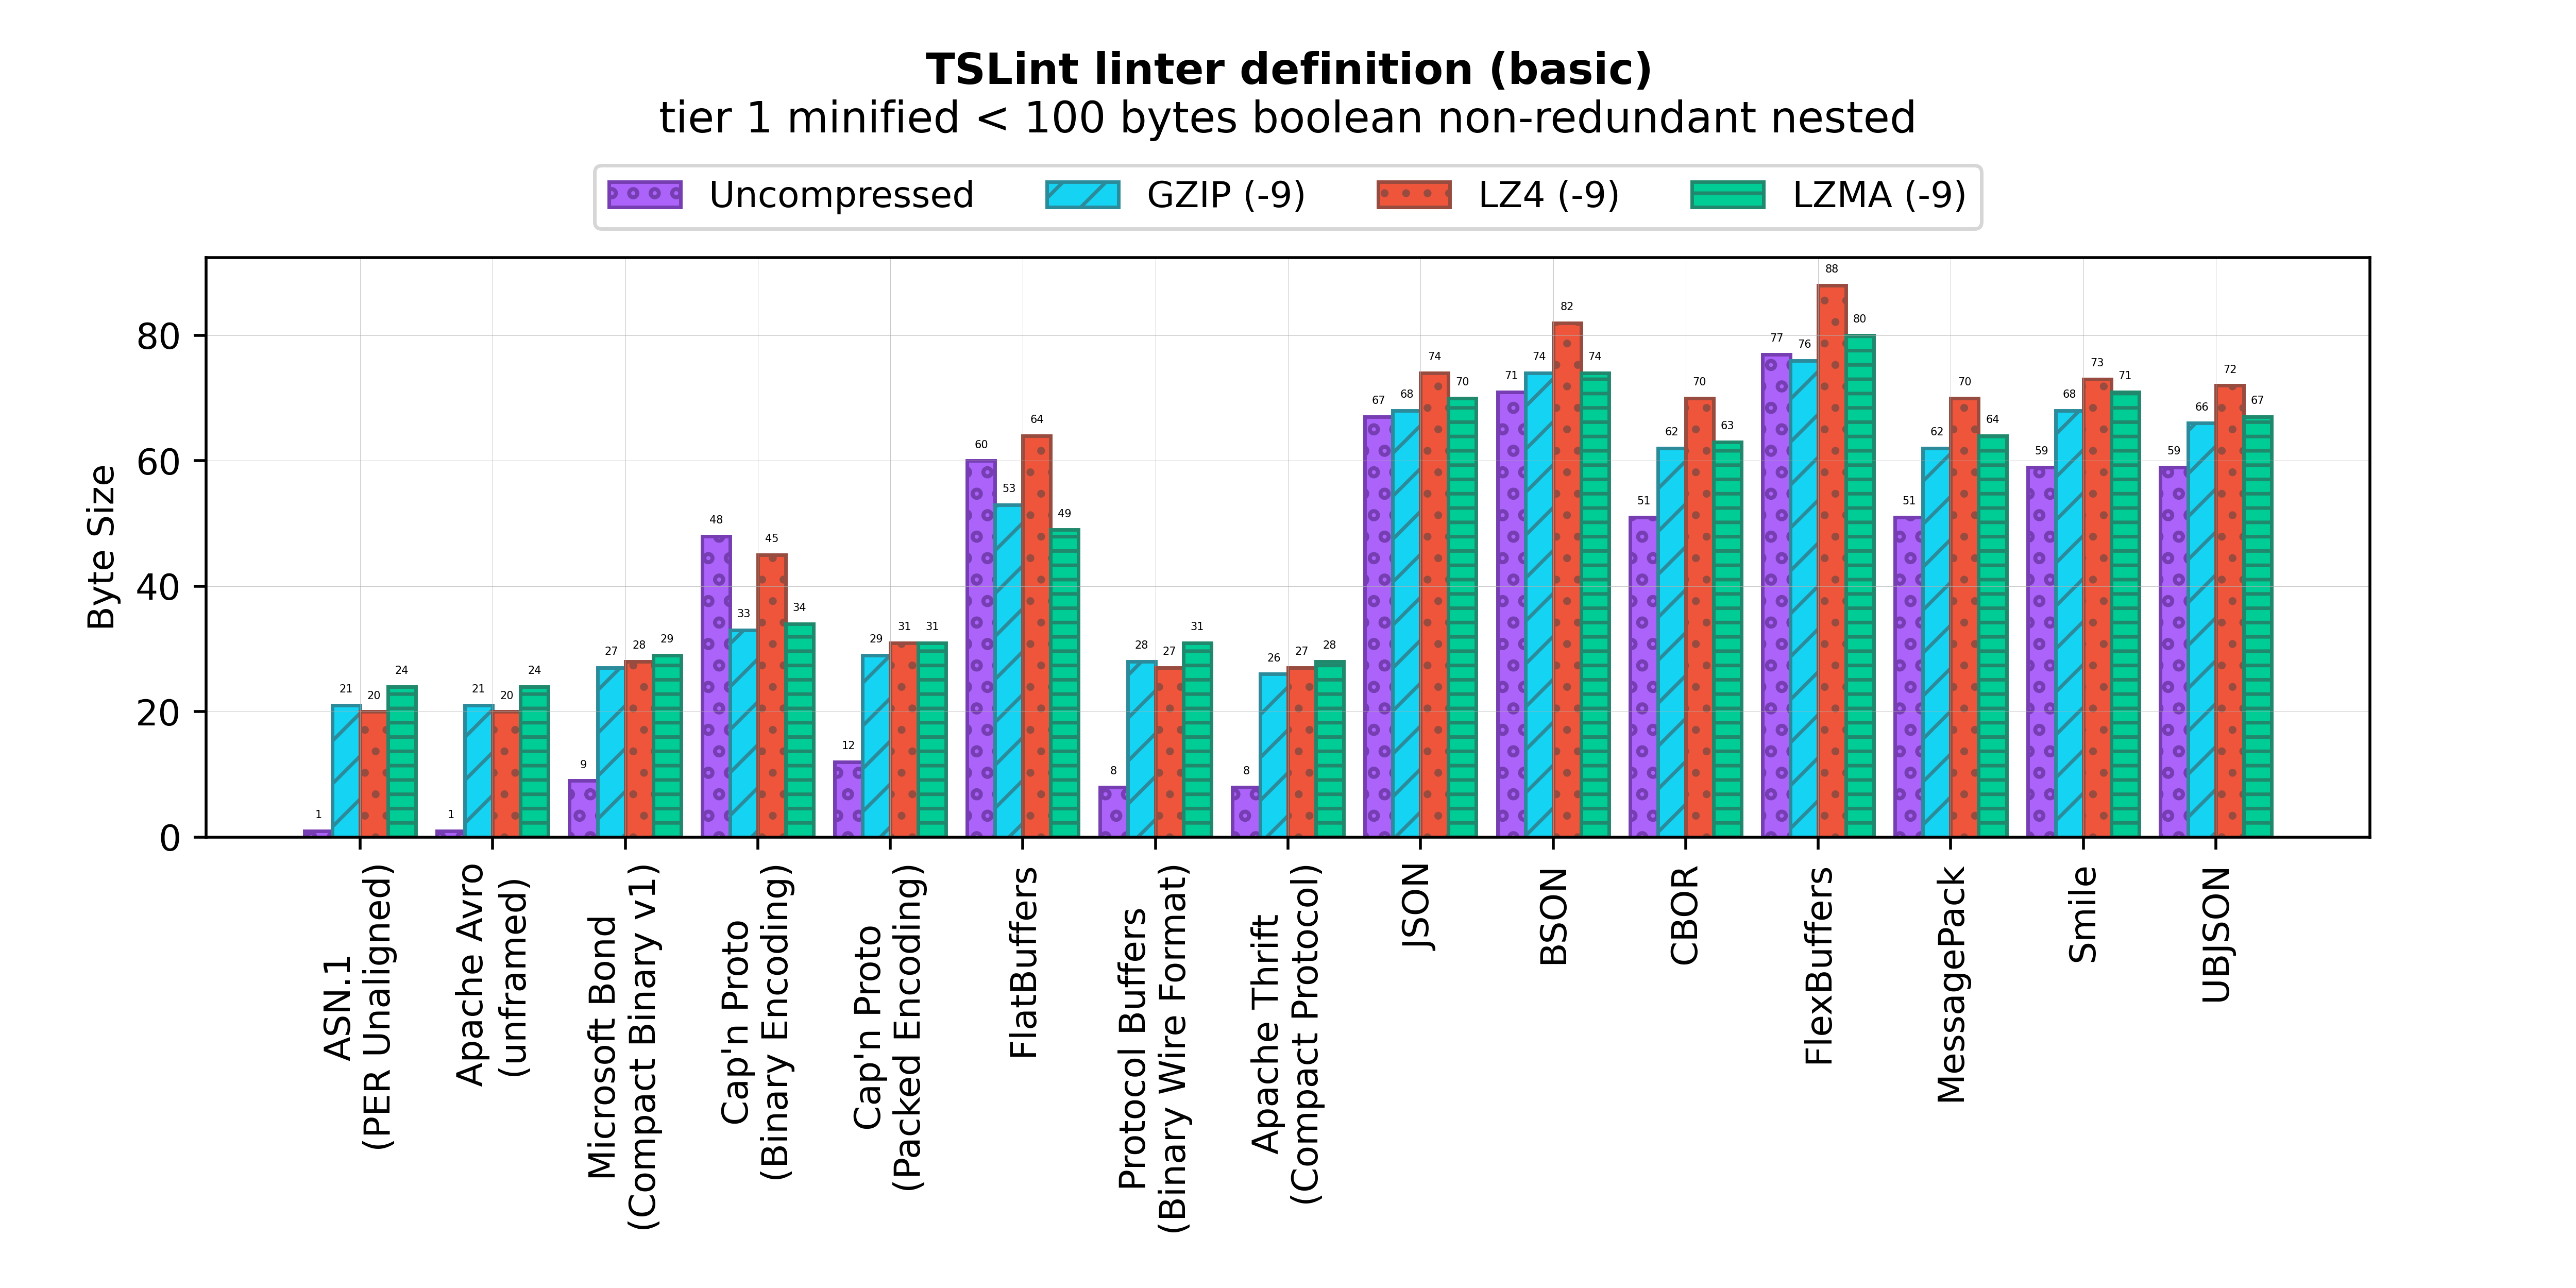 TSLint linter definition (basic)
tier 1 minified < 100 bytes boolean non-redundant nested
Uncompressed GZIP (-9) LZ4 (-9) LZMA (-9)
Byte Size
80
60
40
20
0
1 21 20 24
1 21 20 24
9 27 28 29
48 33 45 34
12 29 31 31
60 53 64 49
8 28 27 31
8 26 27 28
67 68 74 70
71 74 82 74
51 62 70 63
77 76 88 80
51 62 70 64
59 68 73 71
59 66 72 67
ASN.1
(PER Unaligned)
Apache Avro
(unframed)
Microsoft Bond
(Compact Binary v1)
Cap'n Proto
(Binary Encoding)
Cap'n Proto
(Packed Encoding)
FlatBuffers
Protocol Buffers
(Binary Wire Format)
Apache Thrift
(Compact Protocol)
JSON
BSON
CBOR
FlexBuffers
MessagePack
Smile
UBJSON